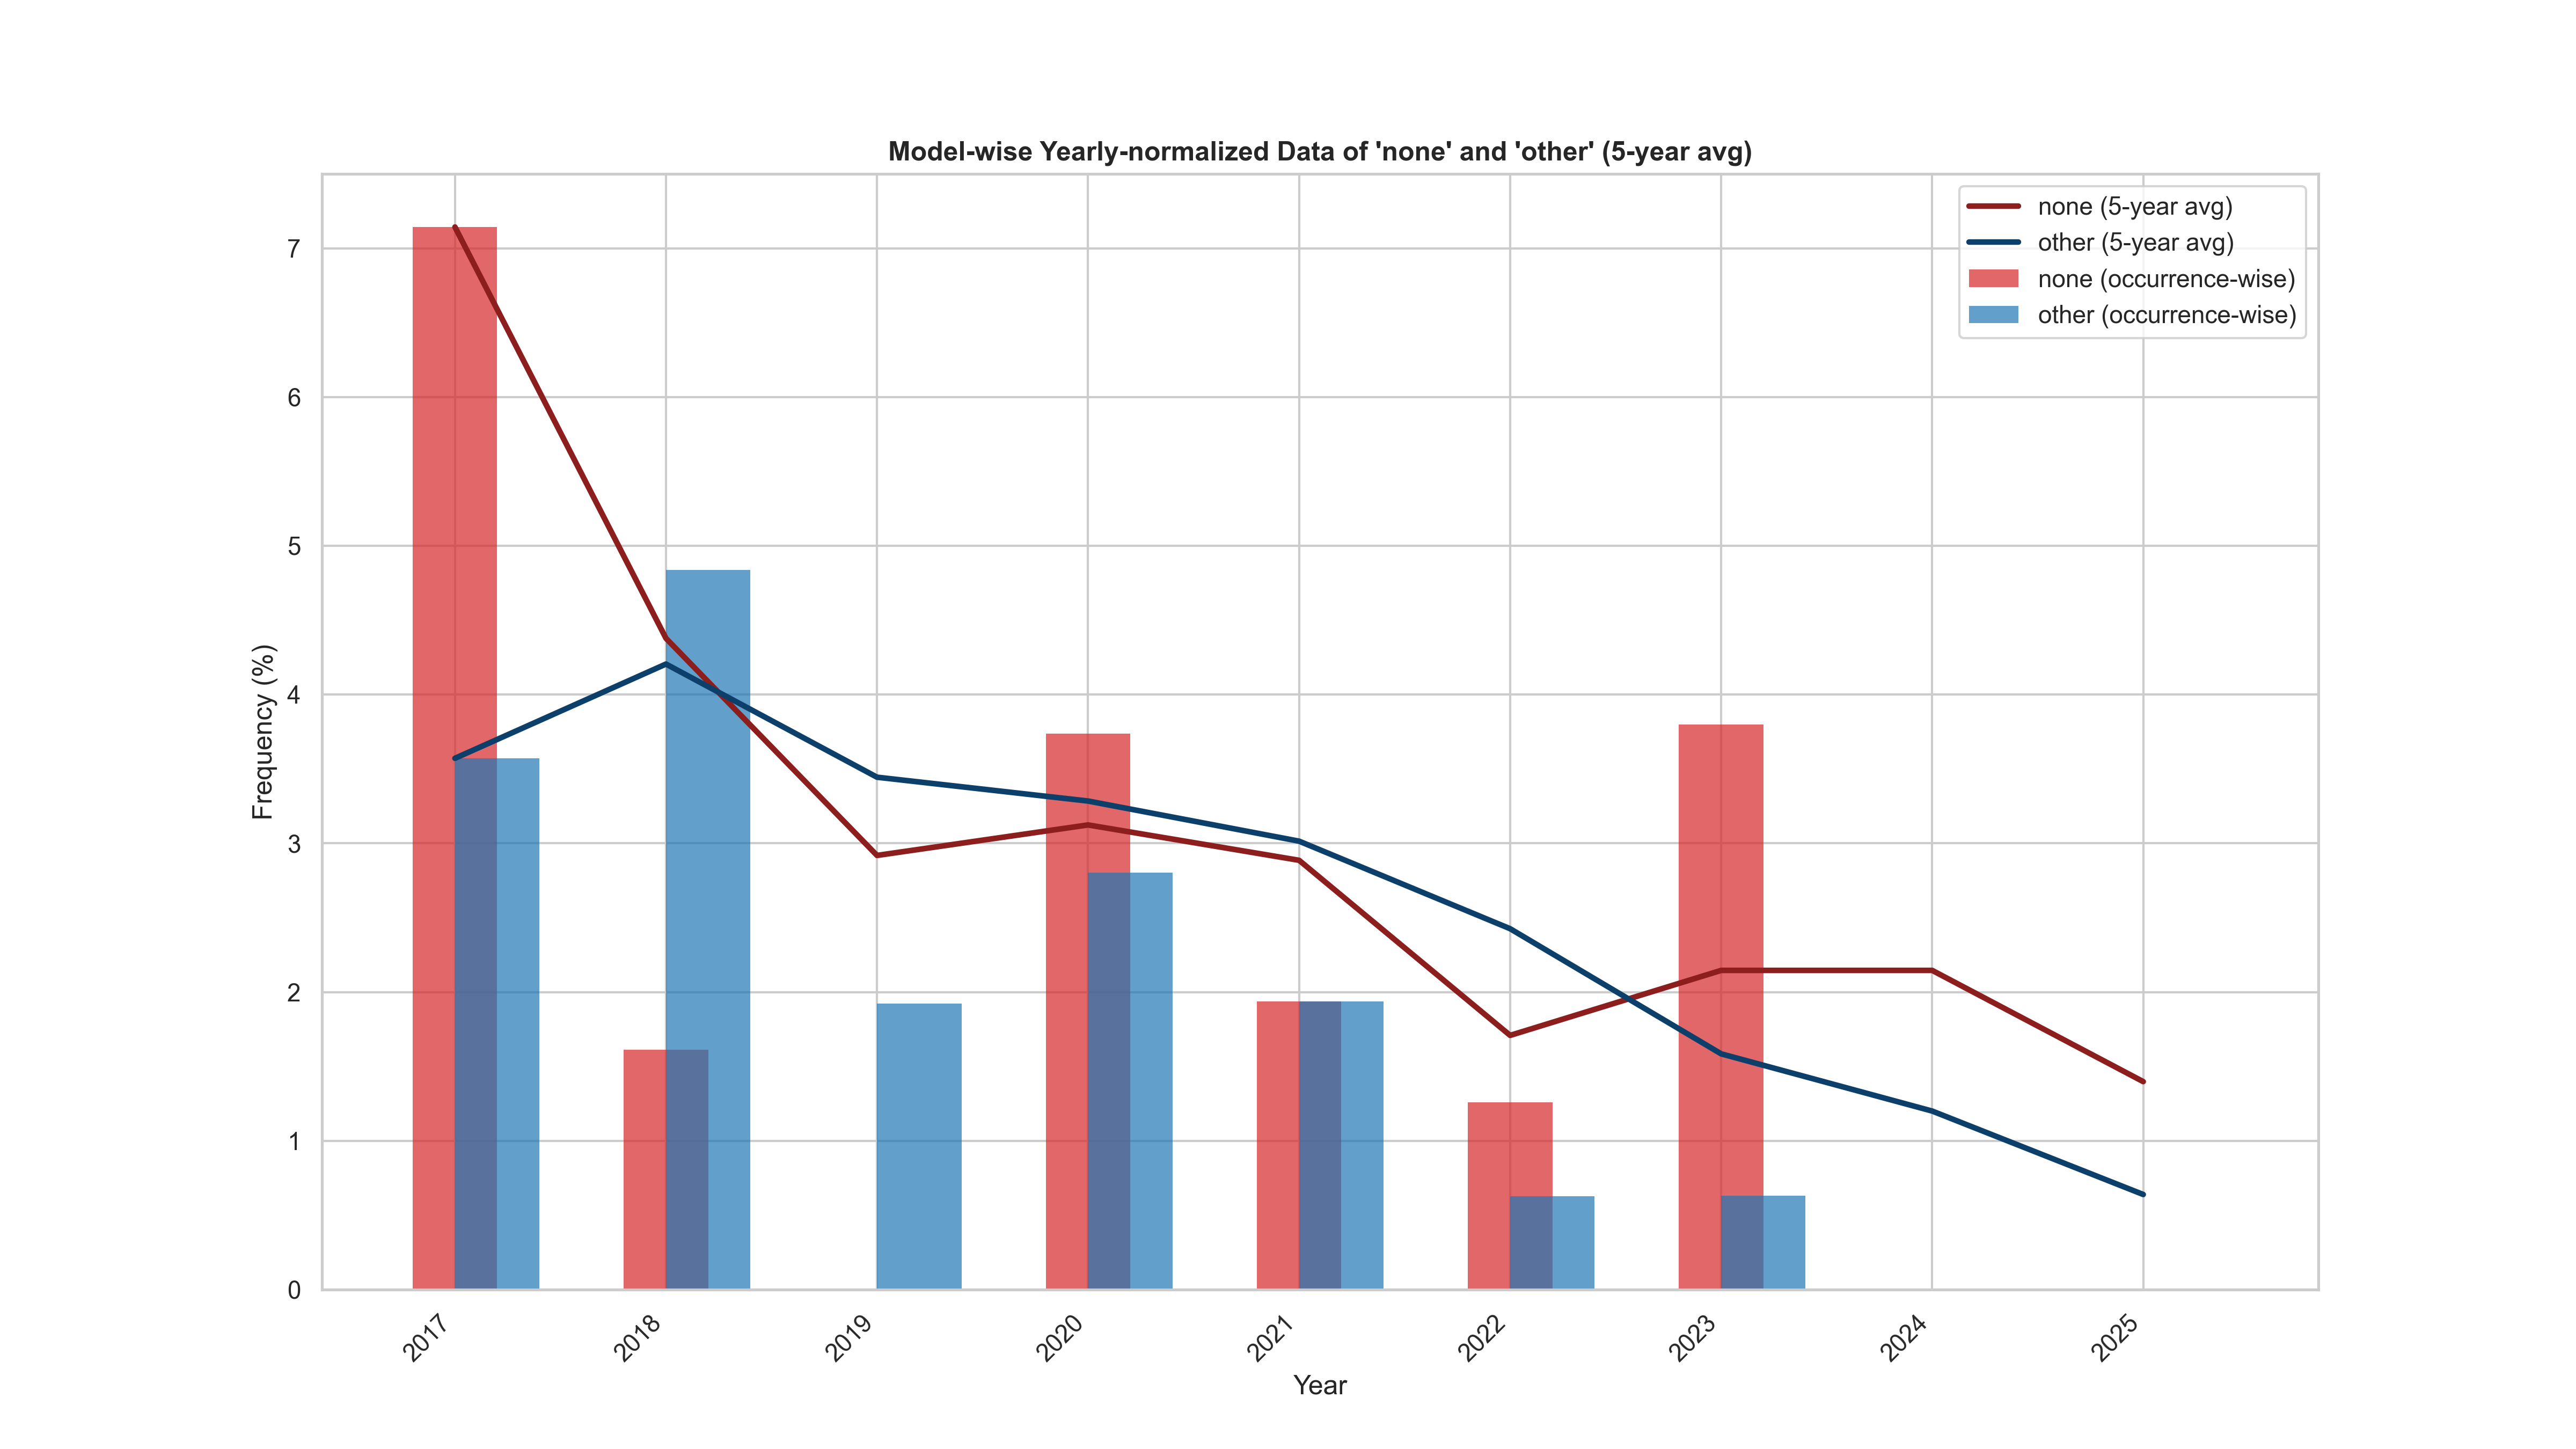 Model-wise Yearly-normalized Data of 'none' and 'other' (5-year avg)
none (5-year avg)
other (5-year avg)
none (occurrence-wise)
other (occurrence-wise)
Frequency (%)
7
6
5
4
3
2
1
0
2017
2018
2019
2020
2021
2022
2023
2024
2025
Year